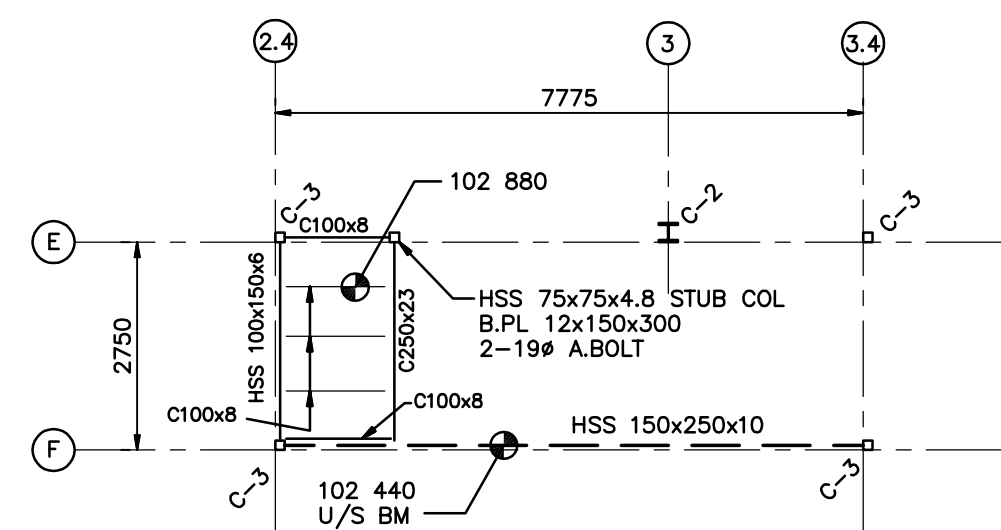 2.4
3
3.4
7775
C-3
102 880
C-2
C-3
C100x8
E
HSS 100x150x6
C250x23
HSS 75x75x4.8 STUB COL
B.PL 12x150x300
2-19ø A.BOLT
2750
C100x8
C100x8
HSS 150x250x10
F
C-3
102 440
U/S BM
C-3